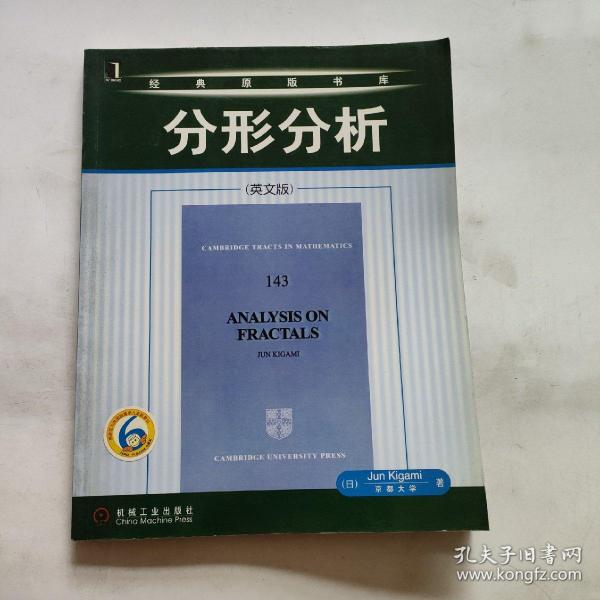 经典原版书库
分形分析
(英文版)
CAMBRIDGE TRACTS IN MATHEMATICS
143
ANALYSIS ON
FRACTALS
JUN KIGAMI
CAMBRIDGE UNIVERSITY PRESS
6
(日) Jun Kigami 著
京都大学
机械工业出版社
China Machine Press
孔夫子旧书网
www.kongfz.com